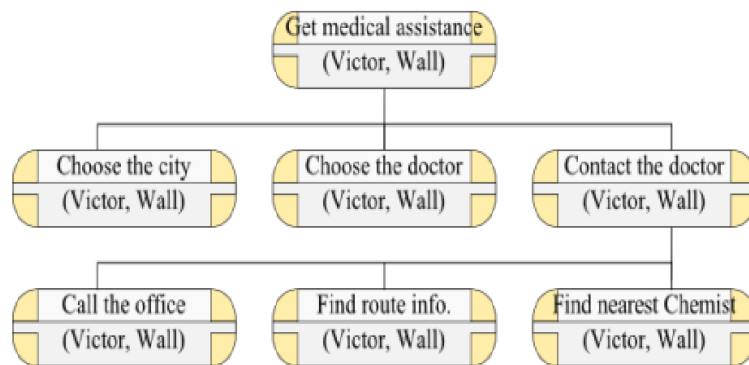 Get medical assistance
(Victor, Wall)
Choose the city
(Victor, Wall)
Choose the doctor
(Victor, Wall)
Contact the doctor
(Victor, Wall)
Call the office
(Victor, Wall)
Find route info.
(Victor, Wall)
Find nearest Chemist
(Victor, Wall)